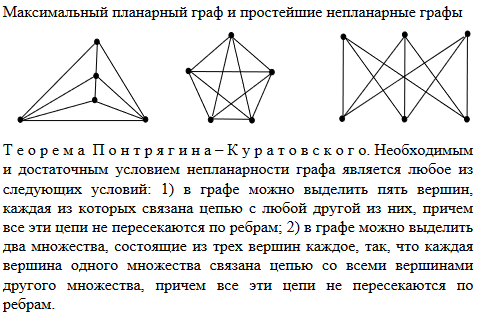 Максимальный планарный граф и простейшие непланарные графы
Т е о р е м а П о н т р я г и н а – К у р а т о в с к о г о. Необходимым
и достаточным условием непланарности графа является любое из
следующих условий: 1) в графе можно выделить пять вершин,
каждая из которых связана цепью с любой другой из них, причем
все эти цепи не пересекаются по ребрам; 2) в графе можно выделить
два множества, состоящие из трех вершин каждое, так, что каждая
вершина одного множества связана цепью со всеми вершинами
другого множества, причем все эти цепи не пересекаются по
ребрам.